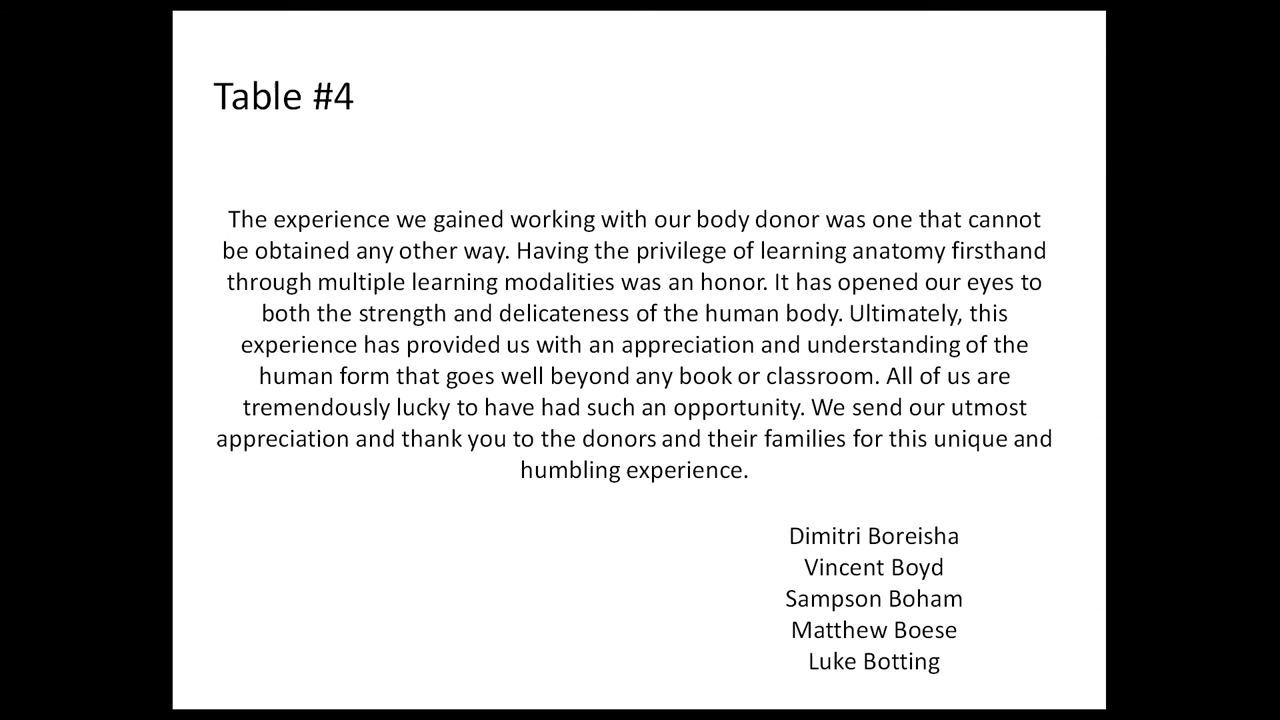 Table #4
The experience we gained working with our body donor was one that cannot
be obtained any other way. Having the privilege of learning anatomy firsthand
through multiple learning modalities was an honor. It has opened our eyes to
both the strength and delicateness of the human body. Ultimately, this
experience has provided us with an appreciation and understanding of the
human form that goes well beyond any book or classroom. All of us are
tremendously lucky to have had such an opportunity. We send our utmost
appreciation and thank you to the donors and their families for this unique and
humbling experience.
Dimitri Boreisha
Vincent Boyd
Sampson Boham
Matthew Boese
Luke Botting